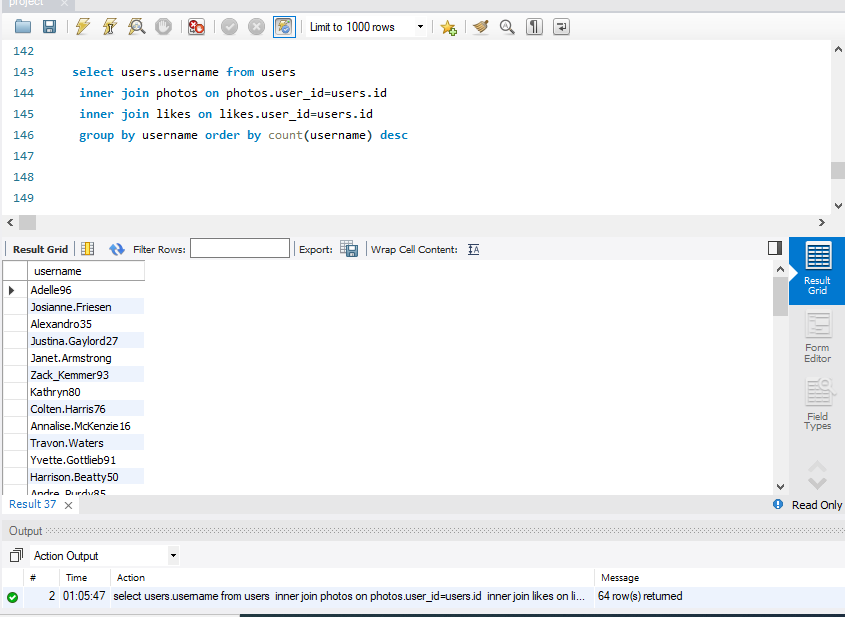 project
Limit to 1000 rows
142
143 select users.username from users
144 inner join photos on photos.user_id=users.id
145 inner join likes on likes.user_id=users.id
146 group by username order by count(username) desc
147
148
149
Result Grid Filter Rows: Export: Wrap Cell Content: IA
username
Adelle96
Josianne.Friesen
Alexandro35
Justina.Gaylord27
Janet.Armstrong
Zack_Kemmer93
Kathryn80
Colten.Harris76
Annalise.McKenzie16
Travon.Waters
Yvette.Gottlieb91
Harrison.Beatty50
Andre_Purdy85
Result
Grid
Form
Editor
Field
Types
Result 37 Read Only
Output
Action Output
# Time Action Message
2 01:05:47 select users.username from users inner join photos on photos.user_id=users.id inner join likes on li... 64 row(s) returned